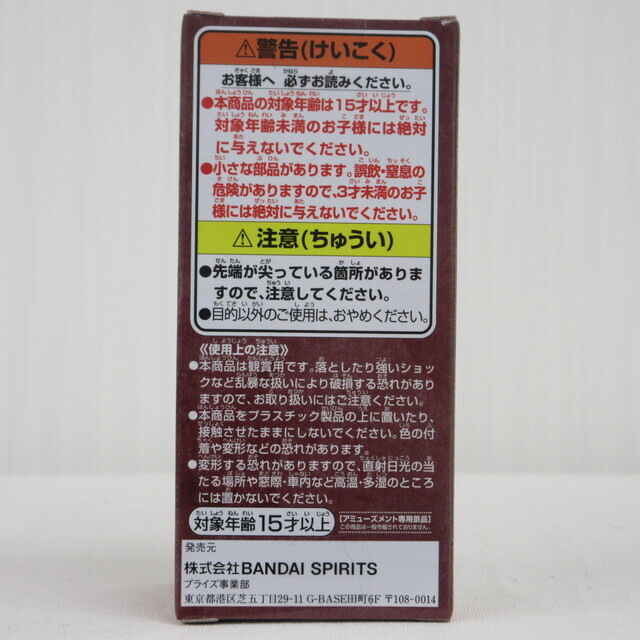 ⚠警告(けいこく)
お客様へ 必ずお読みください。
●本商品の対象年齢は15才以上です。
対象年齢未満のお子様には絶対
に与えないでください。
●小さな部品があります。誤飲・窒息の
危険がありますので、3才未満のお子
様には絶対に与えないでください。
⚠注意(ちゅうい)
●先端が尖っている箇所がありま
すので、注意してください。
●目的以外のご使用は、おやめください。
《使用上の注意》
●本商品は観賞用です。落としたり強いショッ
クなど乱暴な扱いにより破損する恐れがあり
ますので、お取り扱いにはご注意ください。
●本商品をプラスチック製品の上に置いたり、
接触させたままにしないでください。色の付
着や変形などの恐れがあります。
●変形する恐れがありますので、直射日光の当
たる場所や窓際・車内など高温・多湿のところ
には置かないでください。
対象年齢15才以上
【アミューズメント専用景品】
この商品は一般市販されておりません。
発売元
株式会社BANDAI SPIRITS
プライズ事業部
東京都港区芝五丁目29-11 G-BASE田町6F 〒108-0014